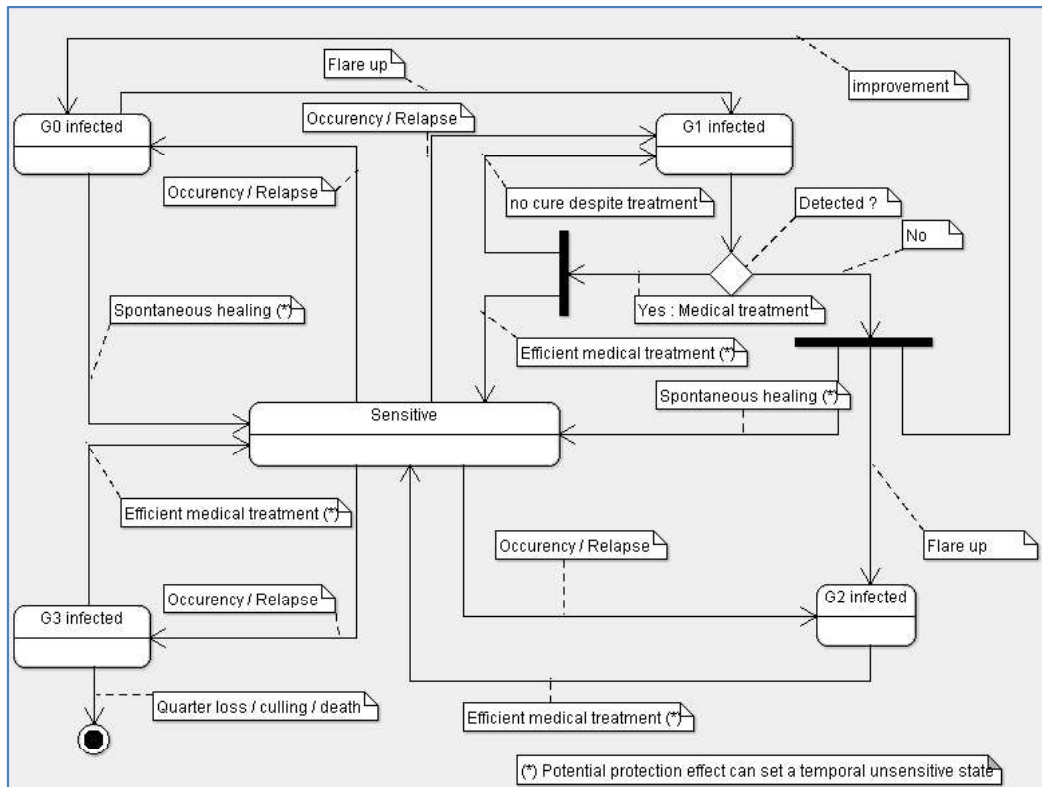 Flare up
improvement
Occurency / Relapse
G0 infected
G1 infected
Occurency / Relapse
no cure despite treatment
Detected ?
No
Spontaneous healing (*)
Yes : Medical treatment
Efficient medical treatment (*)
Spontaneous healing (*)
Sensitive
Efficient medical treatment (*)
Occurency / Relapse
Flare up
Occurency / Relapse
G2 infected
G3 infected
Quarter loss / culling / death
Efficient medical treatment (*)
(*) Potential protection effect can set a temporal unsensitive state